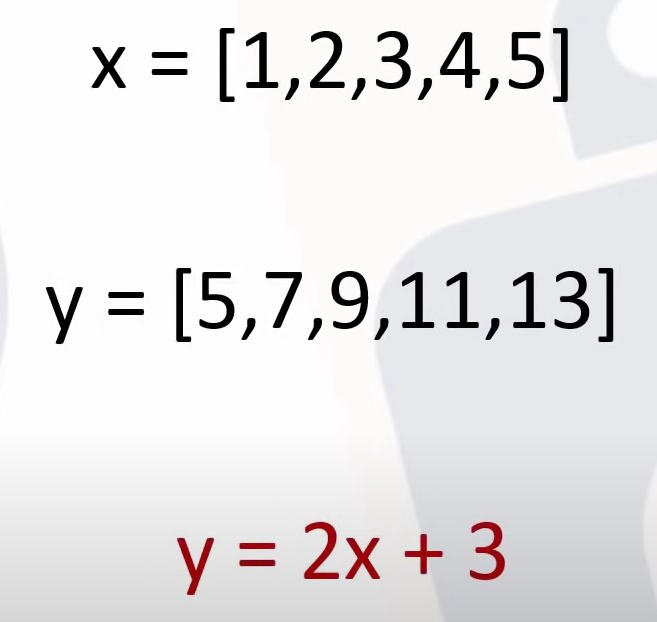 x = [1,2,3,4,5]
y = [5,7,9,11,13]
y = 2x + 3